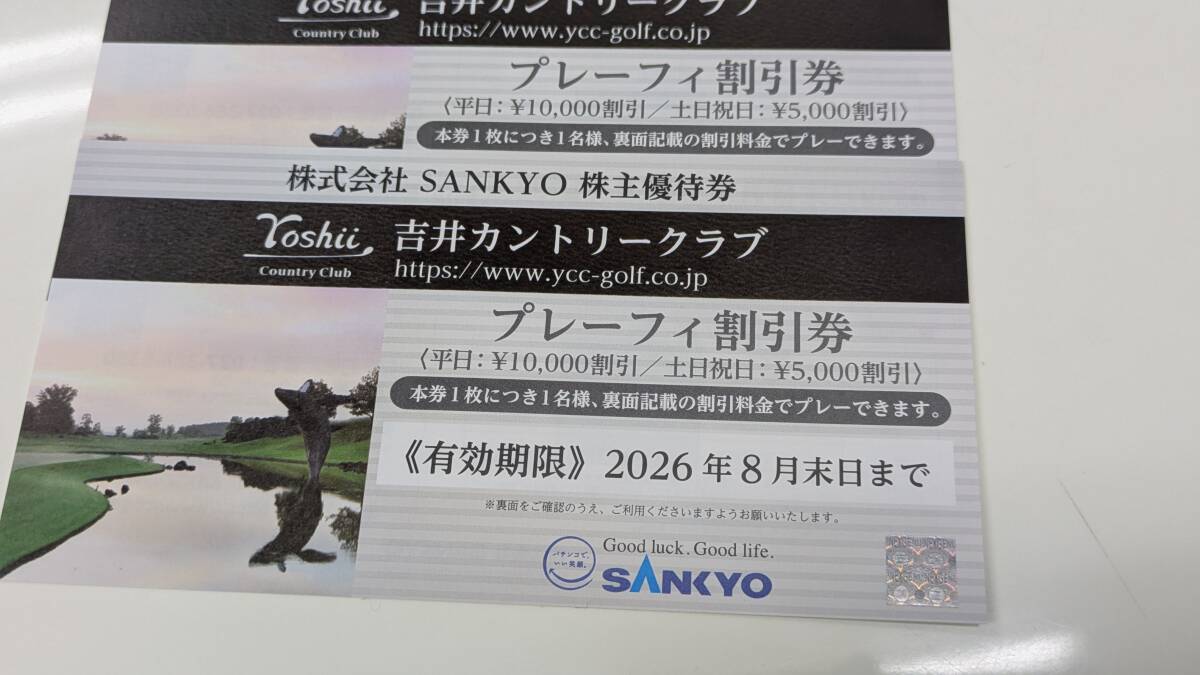 Yoshii 吉井カントリークラブ
Country Club https://www.ycc-golf.co.jp
プレーフィ割引券
〈平日：¥10,000割引／土日祝日：¥5,000割引〉
本券1枚につき1名様、裏面記載の割引料金でプレーできます。
株式会社 SANKYO 株主優待券
Yoshii 吉井カントリークラブ
Country Club https://www.ycc-golf.co.jp
プレーフィ割引券
〈平日：¥10,000割引／土日祝日：¥5,000割引〉
本券1枚につき1名様、裏面記載の割引料金でプレーできます。
《有効期限》2026年8月末日まで
※裏面をご確認のうえ、ご利用くださいますようお願いいたします。
パチンコで、
いい笑顔。
Good luck. Good life.
SANKYO